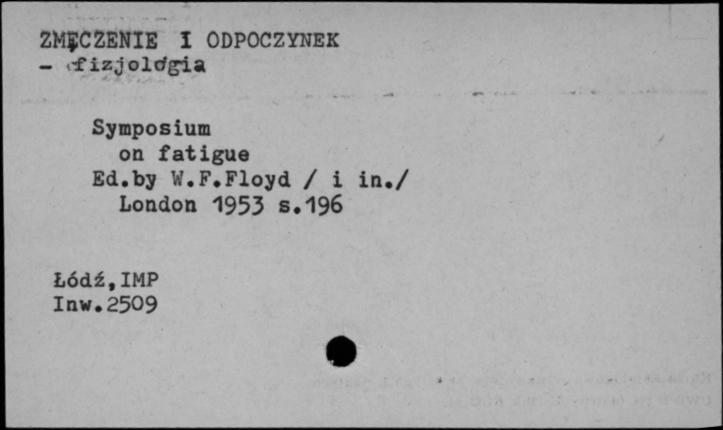 ZMĘCZENIE I ODPOCZYNEK
- fizjologia
Symposium
on fatigue
Ed.by W.F.Floyd / i in./
London 1953 s.196
Łódź,IMP
Inw.2509